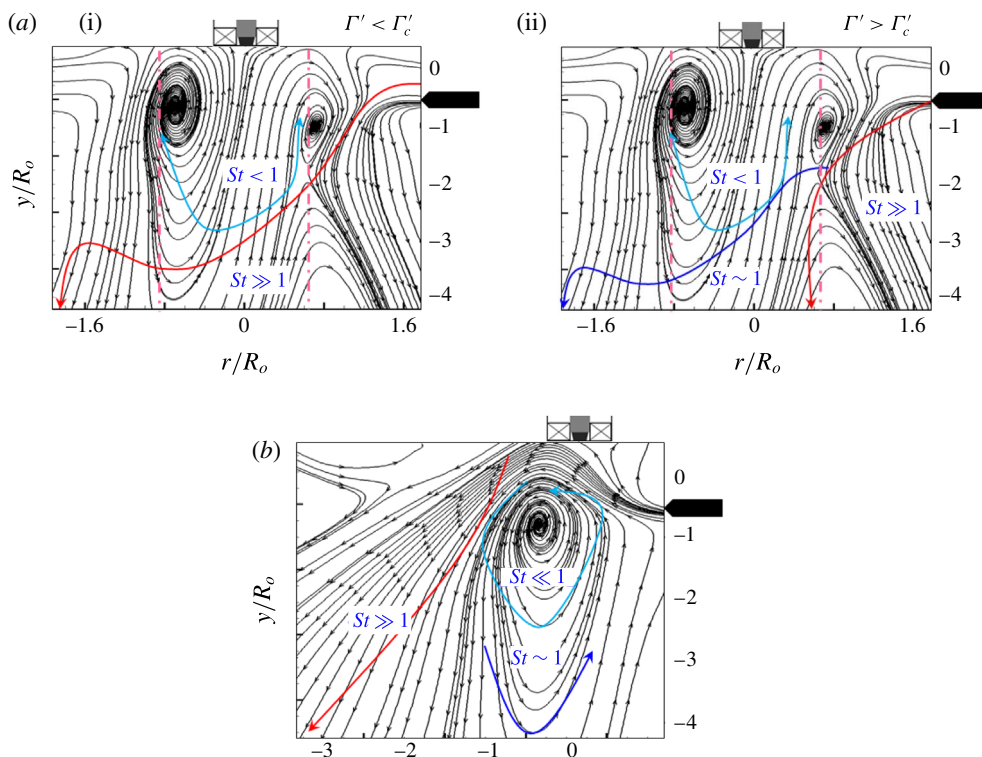 (a) (i) Γ′ < Γ′c (ii) Γ′ > Γ′c
0 0
−1 −1
St < 1 St < 1
y/Ro −2 −2
St ≫ 1
−3 −3
St ≫ 1 St ∼ 1
−4 −4
−1.6 0 1.6 −1.6 0 1.6
r/Ro r/Ro
(b)
0
−1
St ≪ 1
y/Ro −2
St ≫ 1
St ∼ 1
−3
−4
−3 −2 −1 0